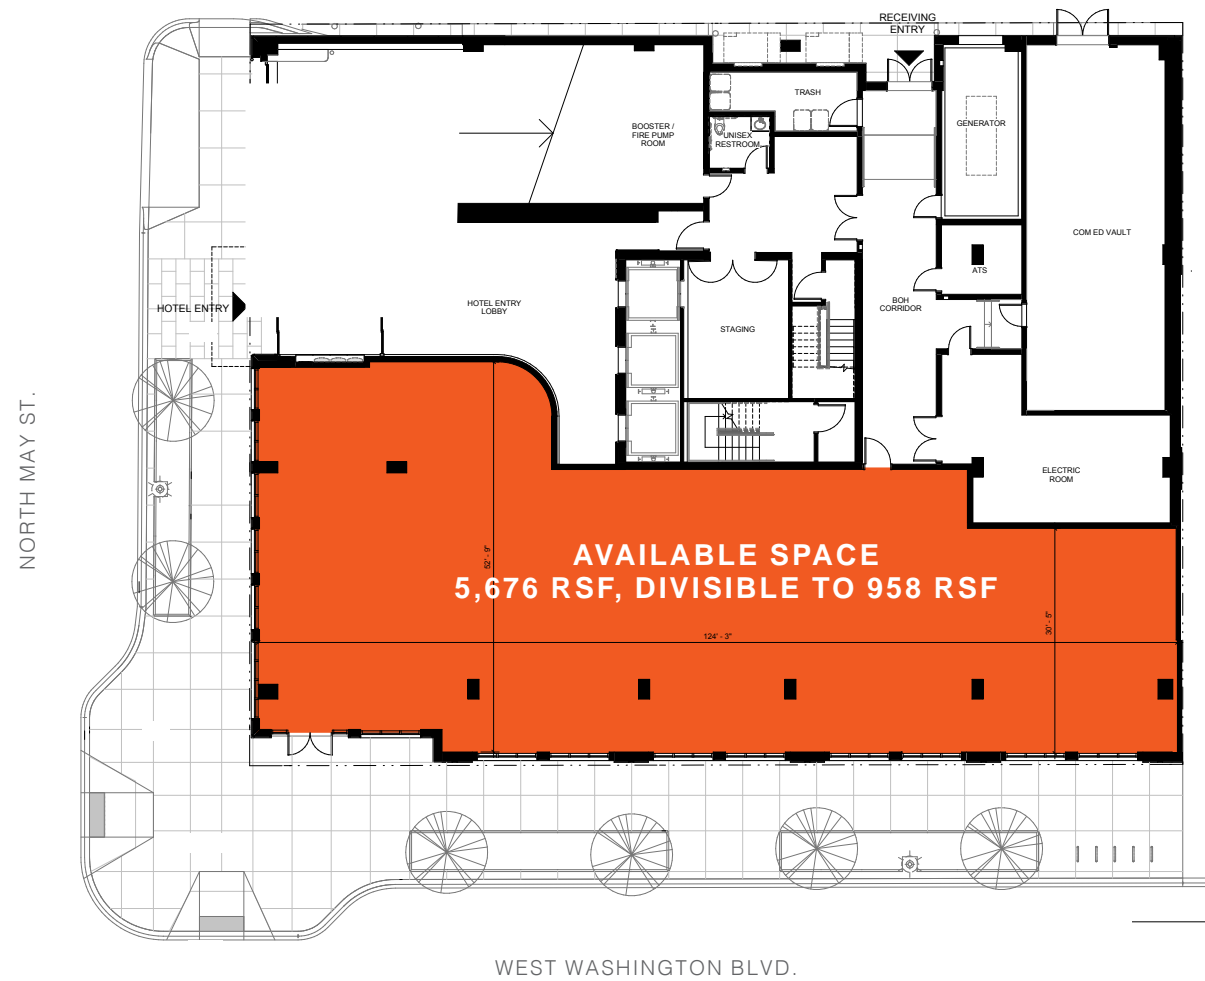 RECEIVING
ENTRY
TRASH
GENERATOR
BOOSTER /
FIRE PUMP
ROOM
UNISEX
RESTROOM
COM ED VAULT
ATS
HOTEL ENTRY
HOTEL ENTRY
LOBBY
BOH
CORRIDOR
STAGING
NORTH MAY ST.
ELECTRIC
ROOM
52' - 9"
AVAILABLE SPACE
5,676 RSF, DIVISIBLE TO 958 RSF
30' - 5"
124' - 3"
WEST WASHINGTON BLVD.